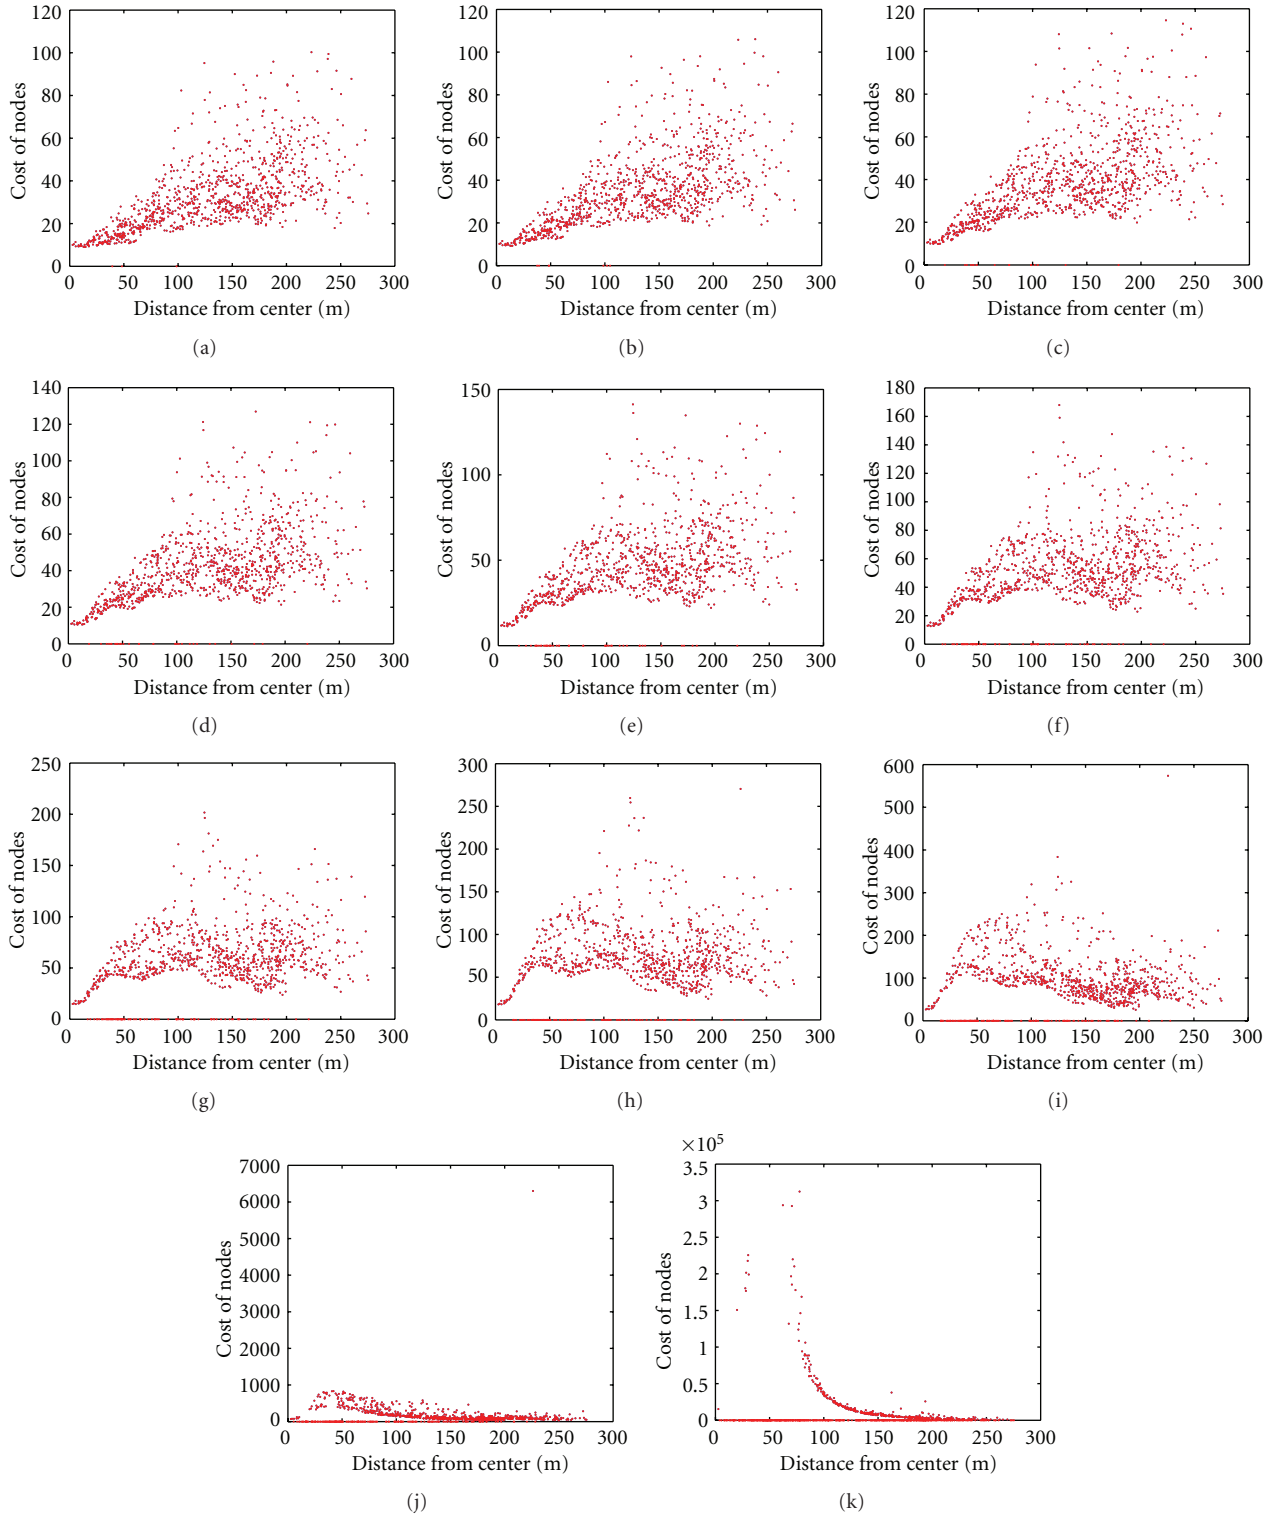 120
100
80
60
40
20
0
Cost of nodes
0 50 100 150 200 250 300
Distance from center (m)
(a)
120
100
80
60
40
20
0
Cost of nodes
0 50 100 150 200 250 300
Distance from center (m)
(b)
120
100
80
60
40
20
0
Cost of nodes
0 50 100 150 200 250 300
Distance from center (m)
(c)
140
120
100
80
60
40
20
0
Cost of nodes
0 50 100 150 200 250 300
Distance from center (m)
(d)
150
100
50
0
Cost of nodes
0 50 100 150 200 250 300
Distance from center (m)
(e)
180
160
140
120
100
80
60
40
20
0
Cost of nodes
0 50 100 150 200 250 300
Distance from center (m)
(f)
250
200
150
100
50
0
Cost of nodes
0 50 100 150 200 250 300
Distance from center (m)
(g)
300
250
200
150
100
50
0
Cost of nodes
0 50 100 150 200 250 300
Distance from center (m)
(h)
600
500
400
300
200
100
0
Cost of nodes
0 50 100 150 200 250 300
Distance from center (m)
(i)
7000
6000
5000
4000
3000
2000
1000
0
Cost of nodes
0 50 100 150 200 250 300
Distance from center (m)
(j)
×10⁵
3.5
3
2.5
2
1.5
1
0.5
0
Cost of nodes
0 50 100 150 200 250 300
Distance from center (m)
(k)